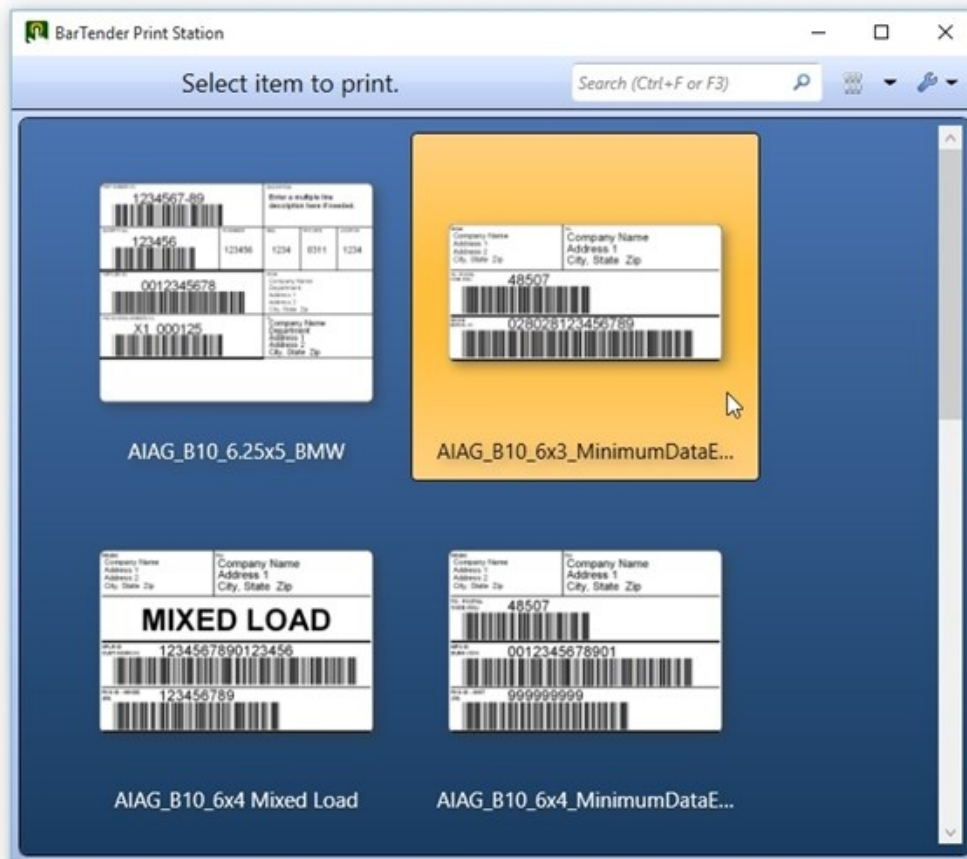 BarTender Print Station
Select item to print.
Search (Ctrl+F or F3)
1234567-89
Enter a multiple line
description here if needed.
123456
123456
1234
0311
1234
0012345678
Company Name
Department
Address 1
Address 2
City, State Zip
X1 000125
Company Name
Department
Address 1
Address 2
City, State Zip
AIAG_B10_6.25x5_BMW
Company Name
Address 1
Address 2
City, State Zip
Company Name
Address 1
City, State Zip
48507
028028123456789
AIAG_B10_6x3_MinimumDataE...
Company Name
Address 1
Address 2
City, State Zip
Company Name
Address 1
City, State Zip
MIXED LOAD
1234567890123456
123456789
AIAG_B10_6x4 Mixed Load
Company Name
Address 1
Address 2
City, State Zip
Company Name
Address 1
City, State Zip
48507
0012345678901
999999999
AIAG_B10_6x4_MinimumDataE...